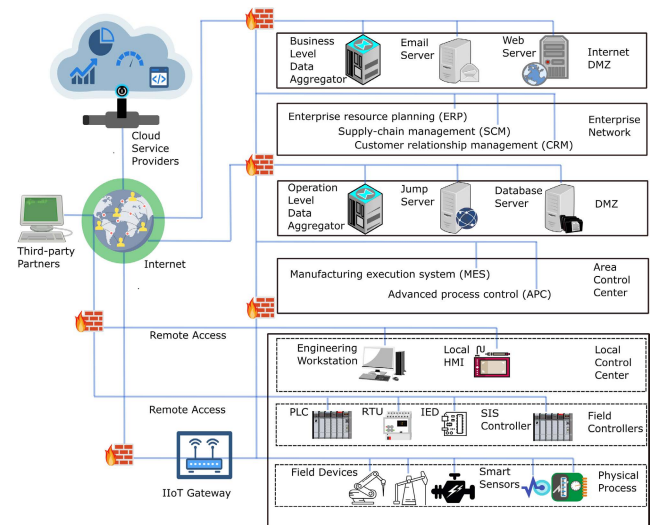 Business
Level
Data
Aggregator
Email
Server
Web
Server
Internet
DMZ
Cloud
Service
Providers
Enterprise resource planning (ERP)
Supply-chain management (SCM)
Customer relationship management (CRM)
Enterprise
Network
Operation
Level
Data
Aggregator
Jump
Server
Database
Server
DMZ
Third-party
Partners
Internet
Manufacturing execution system (MES)
Advanced process control (APC)
Area
Control
Center
Remote Access
Engineering
Workstation
Local
HMI
Local
Control
Center
Remote Access
PLC
RTU
IED
SIS
Controller
Field
Controllers
IIoT Gateway
Field Devices
Smart
Sensors
Physical
Process